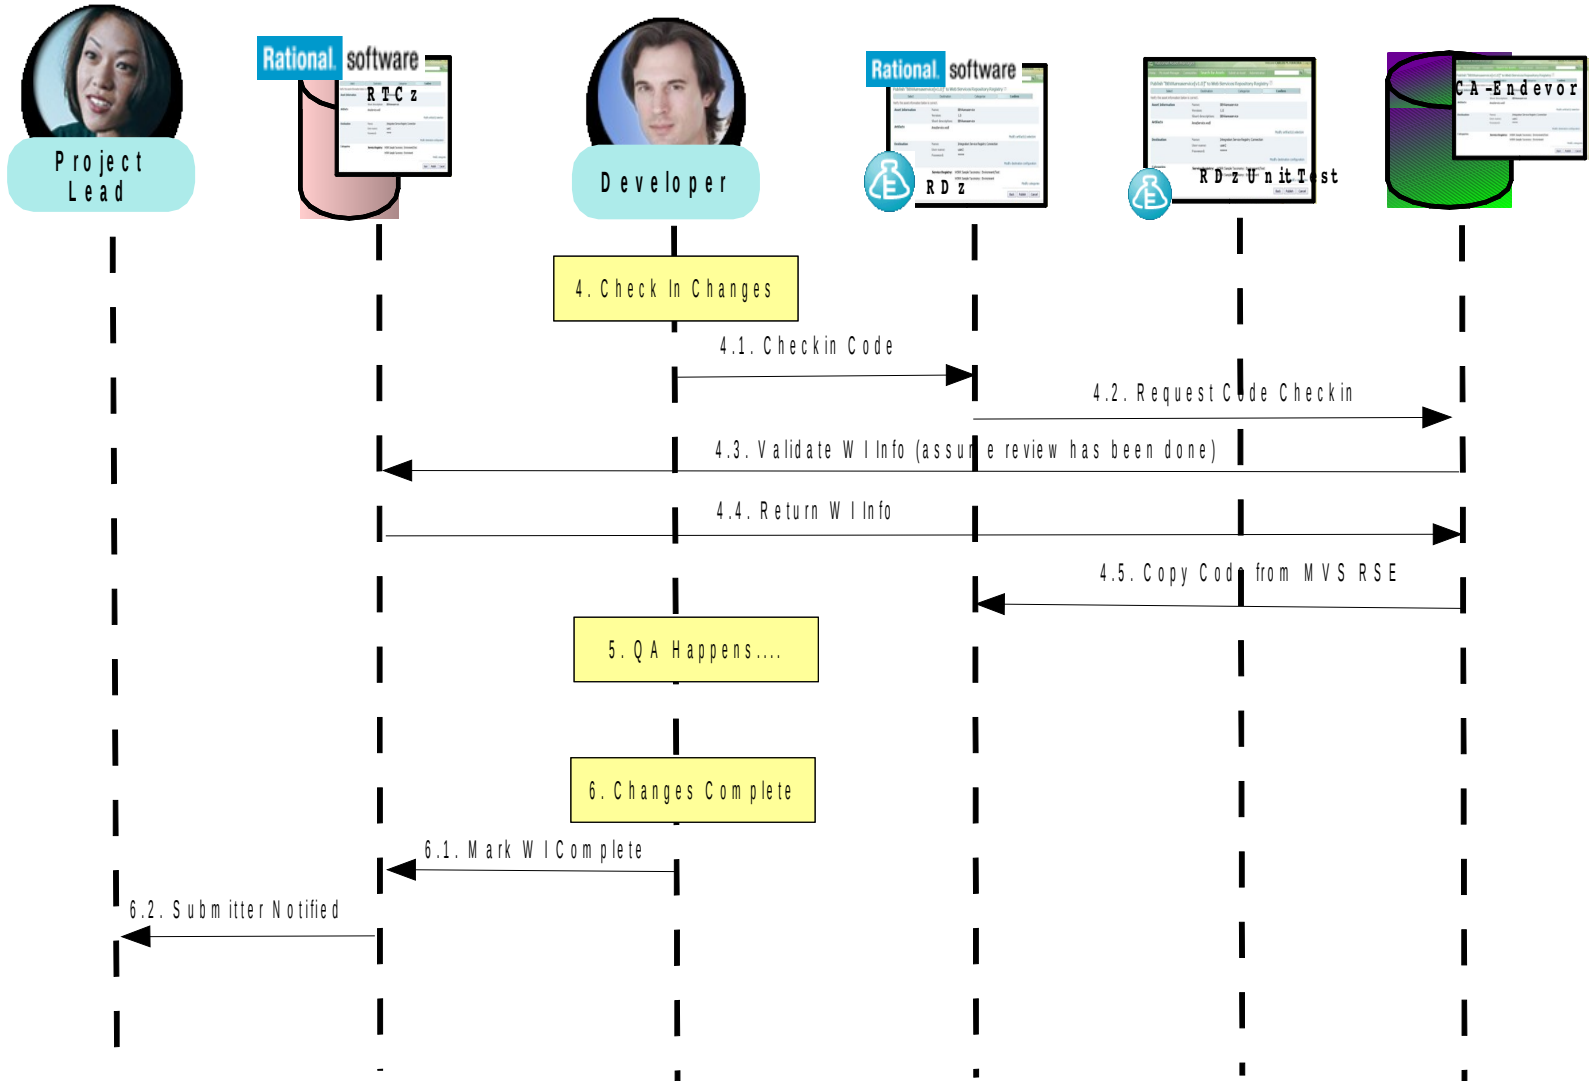 Rational. software
RTCz
Rational. software
CA-Endevor
Project
Lead
Developer
RDz
RDzUnitTest
4. Check In Changes
4.1. Checkin Code
4.2. Request Code Checkin
4.3. Validate WI Info (assume review has been done)
4.4. Return WI Info
4.5. Copy Code from MVS RSE
5. QA Happens....
6. Changes Complete
6.1. Mark WI Complete
6.2. Submitter Notified